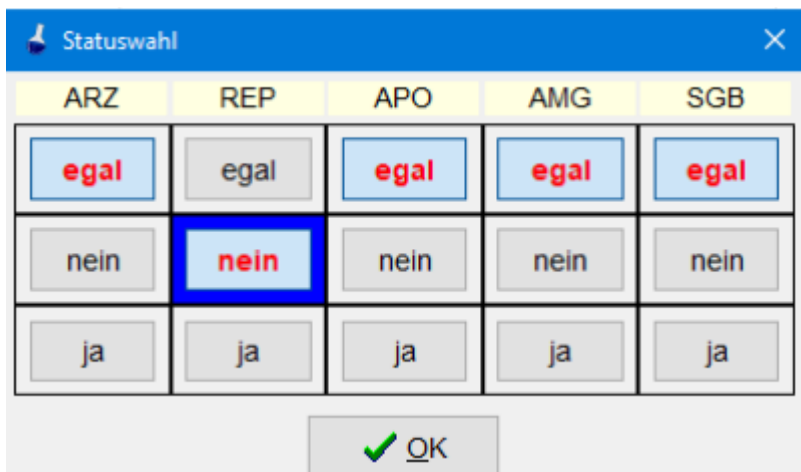 Statuswahl
ARZ REP APO AMG SGB
egal egal egal egal egal
nein nein nein nein nein
ja ja ja ja ja
OK